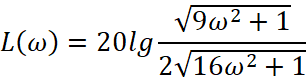 L(ω) = 20lg √(9ω² + 1) / (2√(16ω² + 1))